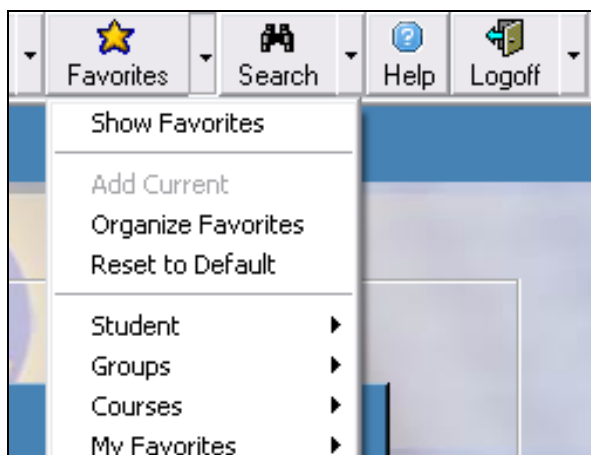 Favorites Search Help Logoff
Show Favorites
Add Current
Organize Favorites
Reset to Default
Student
Groups
Courses
My Favorites